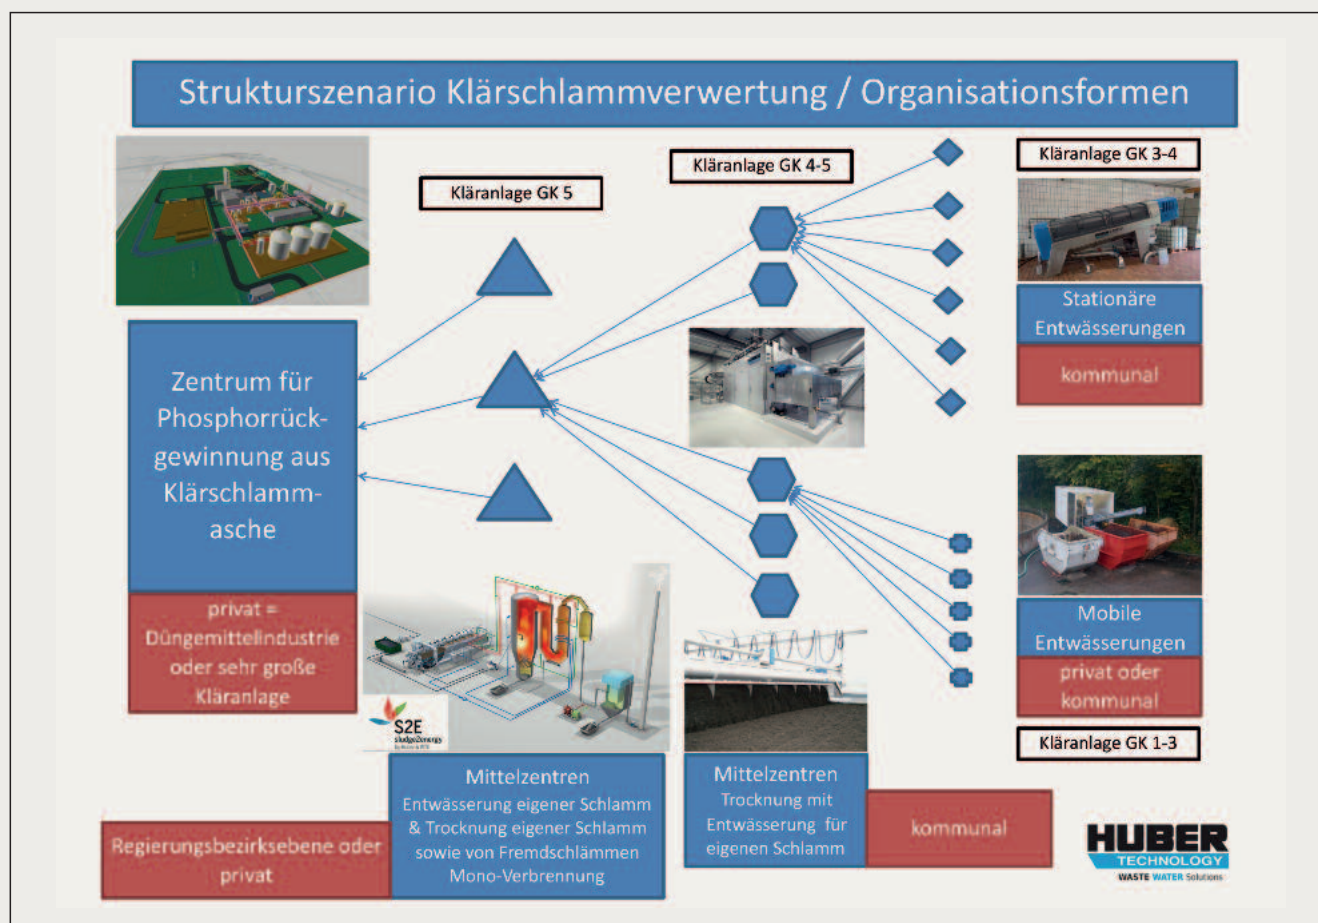 Strukturszenario Klärschlammverwertung / Organisationsformen
Kläranlage GK 5
Kläranlage GK 4-5
Kläranlage GK 3-4
Stationäre
Entwässerungen
kommunal
Zentrum für
Phosphorrück-
gewinnung aus
Klärschlamm-
asche
privat =
Düngemittelindustrie
oder sehr große
Kläranlage
Mobile
Entwässerungen
privat oder
kommunal
Kläranlage GK 1-3
S2E
sludge2energy
Mittelzentren
Entwässerung eigener Schlamm
& Trocknung eigener Schlamm
sowie von Fremdschlämmen
Mono-Verbrennung
Regierungsbezirksebene oder
privat
Mittelzentren
Trocknung mit
Entwässerung für
eigenen Schlamm
kommunal
HUBER
TECHNOLOGY
WASTE WATER Solutions